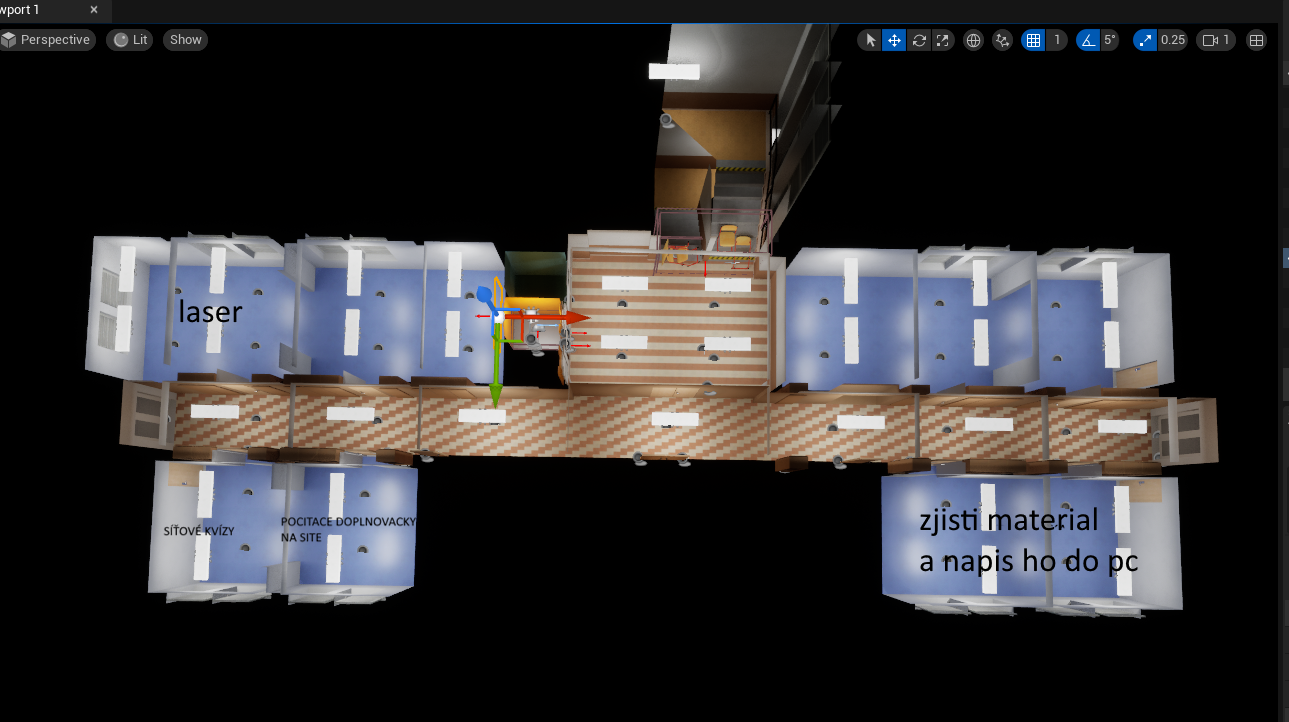 wport 1
Perspective
Lit
Show
1
5°
0.25
1
laser
SÍŤOVÉ KVÍZY
POCITACE DOPLNOVACKY
NA SITE
zjisti material
a napis ho do pc